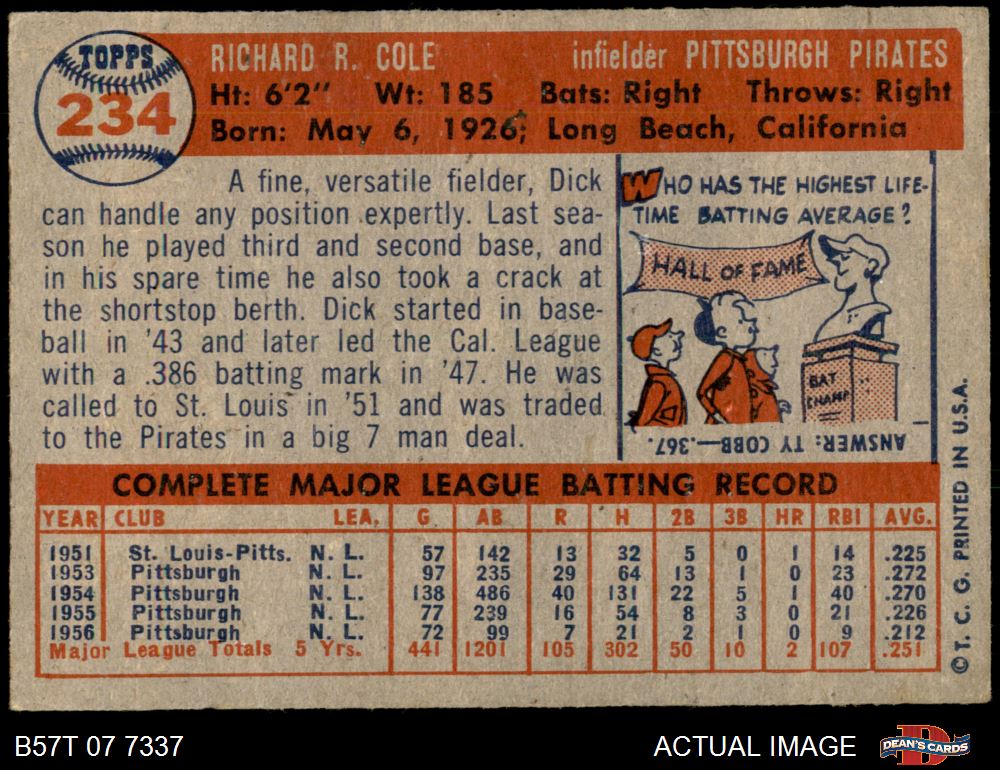 TOPPS
234
RICHARD R. COLE infielder PITTSBURGH PIRATES
Ht: 6'2" Wt: 185 Bats: Right Throws: Right
Born: May 6, 1926; Long Beach, California
A fine, versatile fielder, Dick
can handle any position expertly. Last sea-
son he played third and second base, and
in his spare time he also took a crack at
the shortstop berth. Dick started in base-
ball in '43 and later led the Cal. League
with a .386 batting mark in '47. He was
called to St. Louis in '51 and was traded
to the Pirates in a big 7 man deal.
WHO HAS THE HIGHEST LIFE-
TIME BATTING AVERAGE?
HALL OF FAME
BAT
CHAMP
ANSWER: TY COBB—.367.
COMPLETE MAJOR LEAGUE BATTING RECORD
YEAR CLUB LEA. G AB R H 2B 3B HR RBI AVG.
1951 St. Louis-Pitts. N. L. 57 142 13 32 5 0 1 14 .225
1953 Pittsburgh N. L. 97 235 29 64 13 1 0 23 .272
1954 Pittsburgh N. L. 138 486 40 131 22 5 1 40 .270
1955 Pittsburgh N. L. 77 239 16 54 8 3 0 21 .226
1956 Pittsburgh N. L. 72 99 7 21 2 1 0 9 .212
Major League Totals 5 Yrs. 441 1201 105 302 50 10 2 107 .251
© T. C. G. PRINTED IN U.S.A.
B57T 07 7337
ACTUAL IMAGE
DEAN'S CARDS